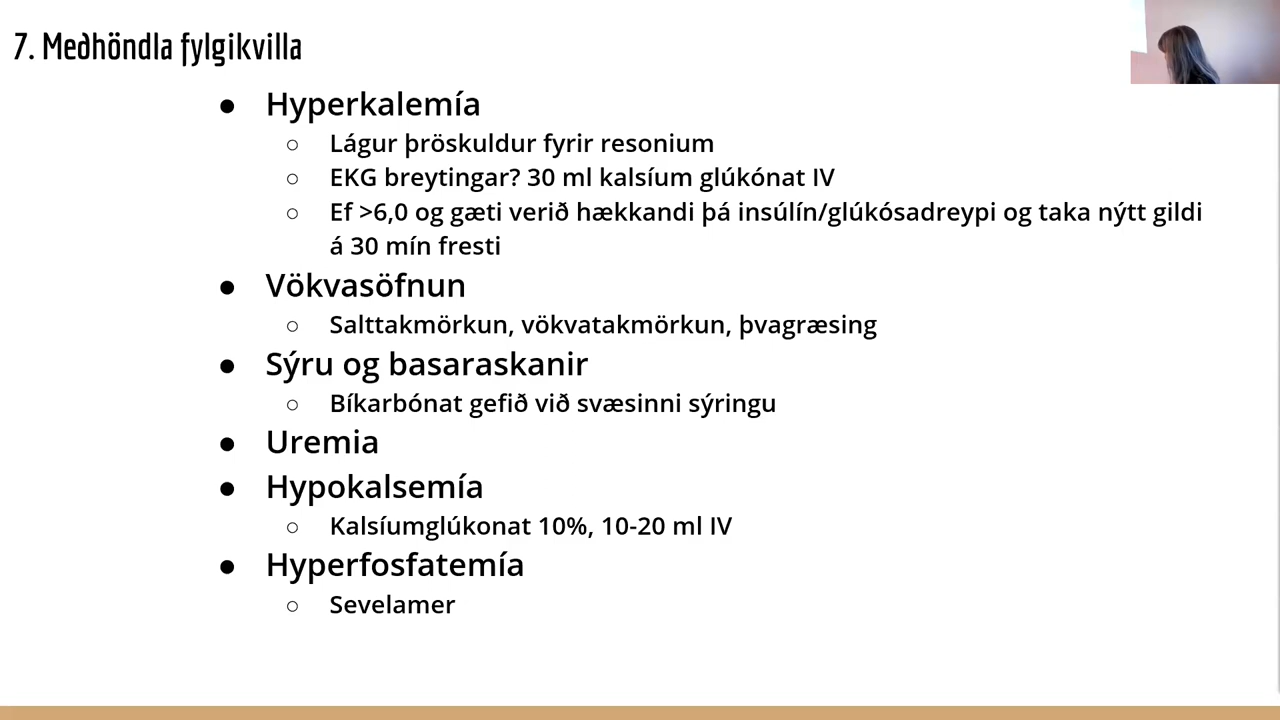 7. Meðhöndla fylgikvilla
● Hyperkalemía
○ Lágur þröskuldur fyrir resonium
○ EKG breytingar? 30 ml kalsíum glúkónat IV
○ Ef >6,0 og gæti verið hækkandi þá insúlín/glúkósadreypi og taka nýtt gildi
á 30 mín fresti
● Vökvasöfnun
○ Salttakmörkun, vökvatakmörkun, þvagræsing
● Sýru og basaraskanir
○ Bíkarbónat gefið við svæsinni sýringu
● Uremia
● Hypokalsemía
○ Kalsíumglúkonat 10%, 10-20 ml IV
● Hyperfosfatemía
○ Sevelamer